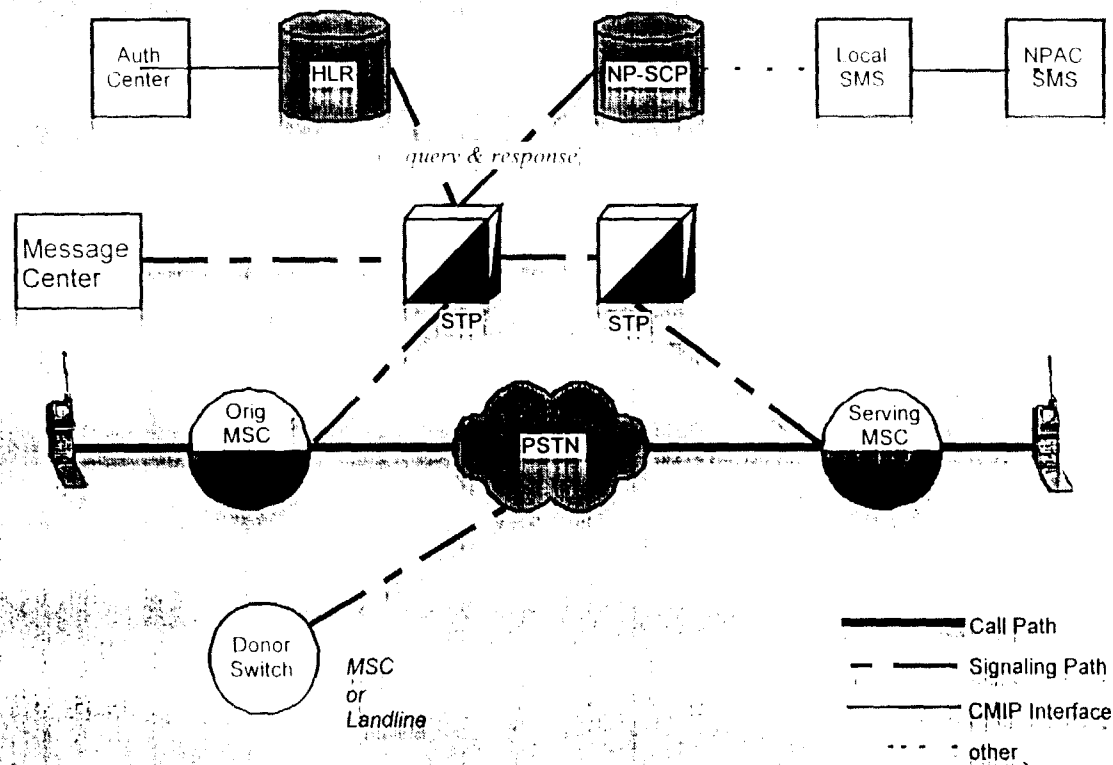 Auth
Center
HLR
NP-SCP
Local
SMS
NPAC
SMS
query & response
Message
Center
STP
STP
Orig
MSC
PSTN
Serving
MSC
Donor
Switch
MSC
or
Landline
Call Path
Signaling Path
CMIP Interface
other